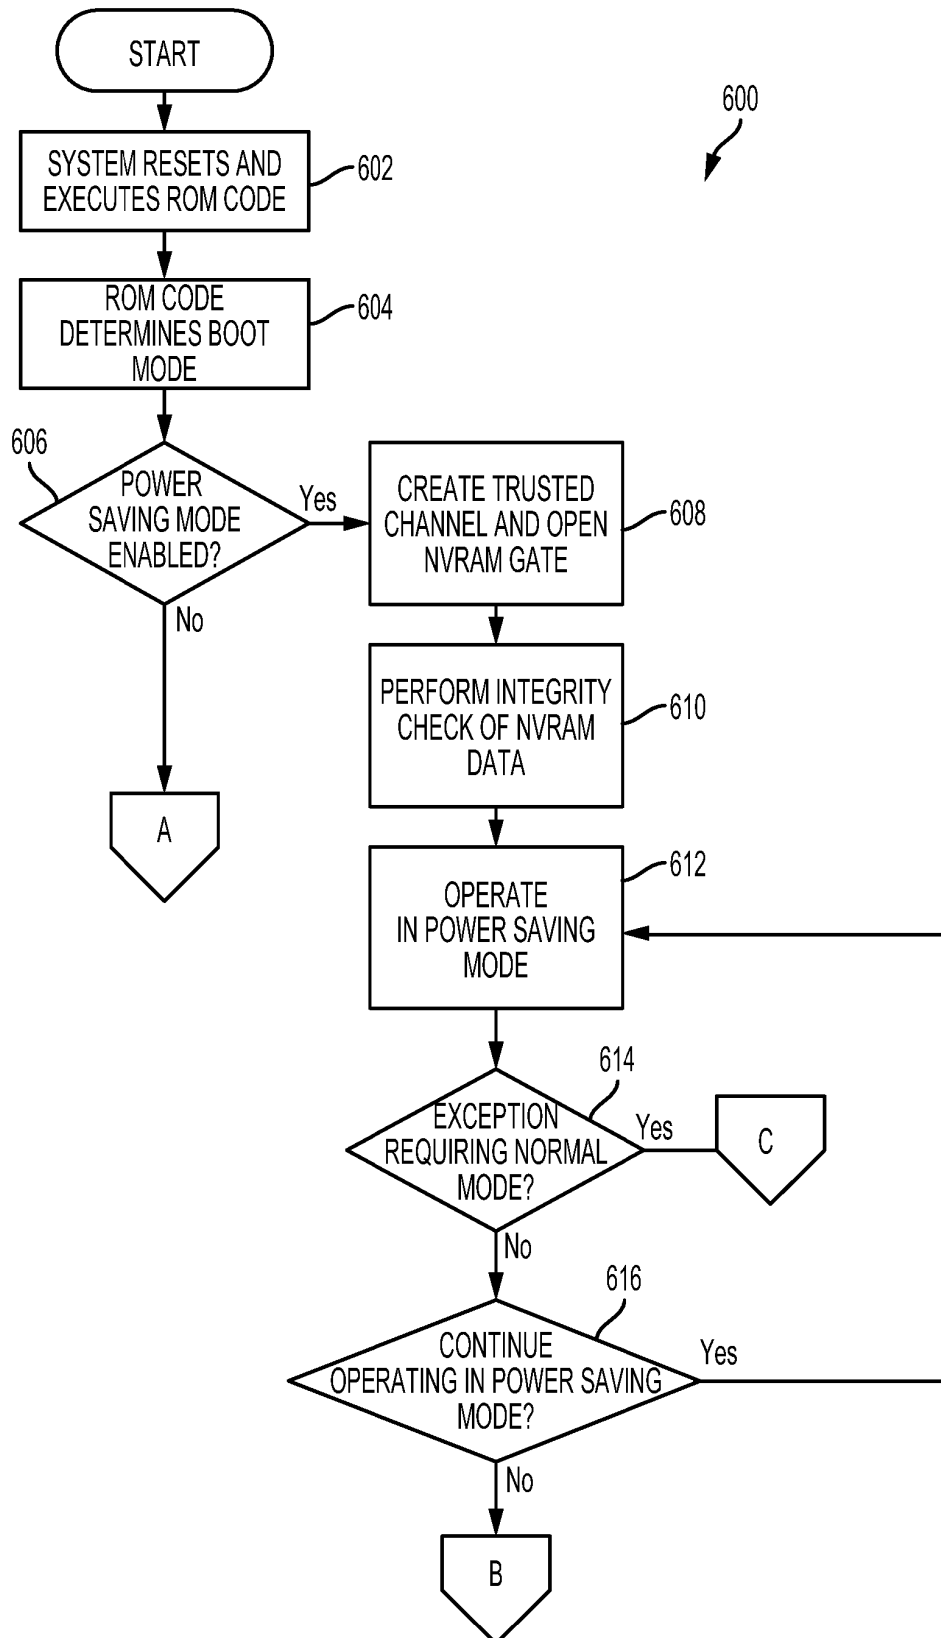 START
600
SYSTEM RESETS AND
EXECUTES ROM CODE
602
ROM CODE
DETERMINES BOOT
MODE
604
606
POWER
SAVING MODE
ENABLED?
Yes
No
CREATE TRUSTED
CHANNEL AND OPEN
NVRAM GATE
608
PERFORM INTEGRITY
CHECK OF NVRAM
DATA
610
A
OPERATE
IN POWER SAVING
MODE
612
614
EXCEPTION
REQUIRING NORMAL
MODE?
Yes
C
No
616
CONTINUE
OPERATING IN POWER SAVING
MODE?
Yes
No
B